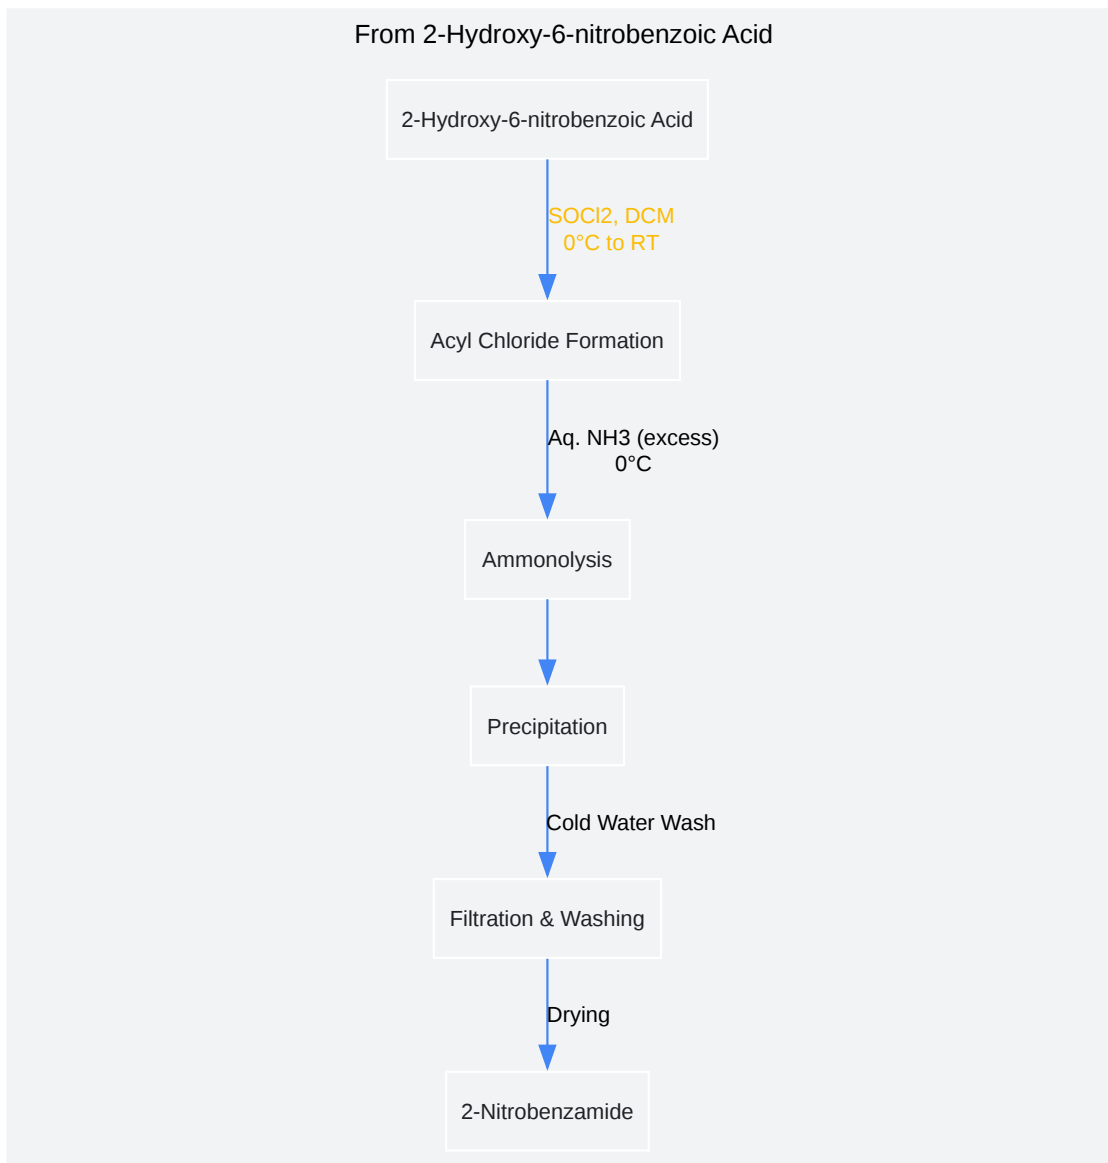 From 2-Hydroxy-6-nitrobenzoic Acid
2-Hydroxy-6-nitrobenzoic Acid
SOCl2, DCM
0°C to RT
Acyl Chloride Formation
Aq. NH3 (excess)
0°C
Ammonolysis
Precipitation
Cold Water Wash
Filtration & Washing
Drying
2-Nitrobenzamide